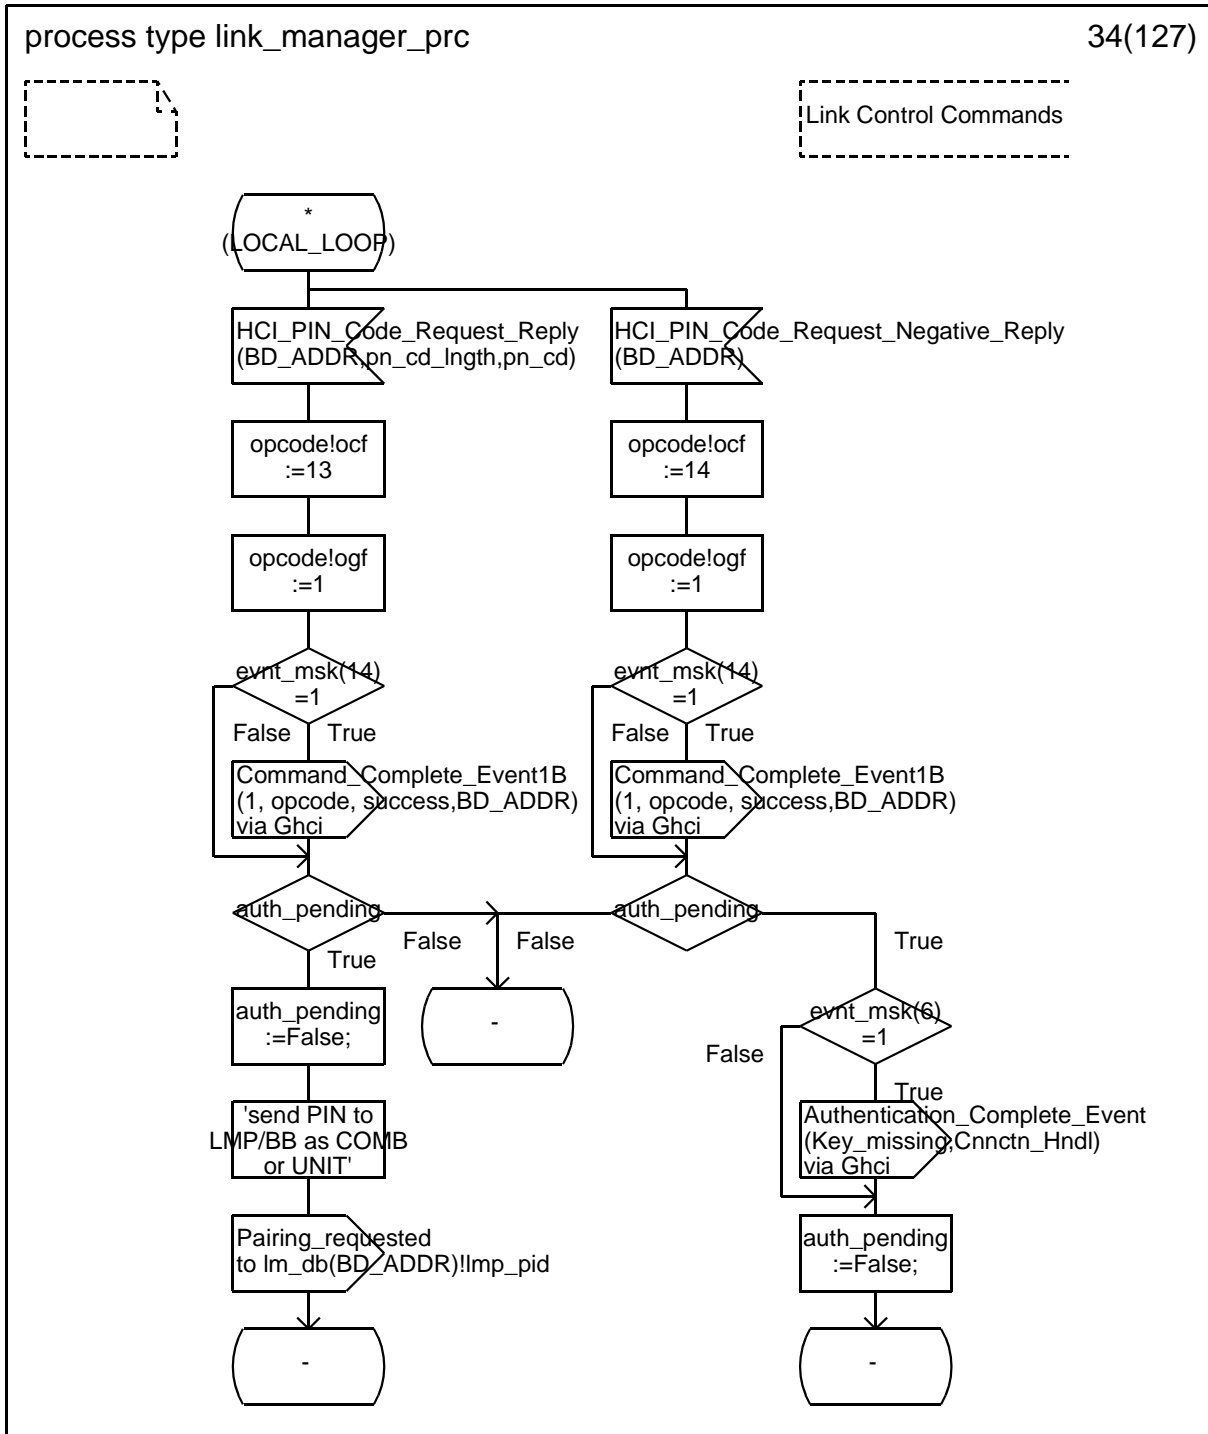 process type link_manager_prc
34(127)
Link Control Commands
*
(LOCAL_LOOP)
HCI_PIN_Code_Request_Reply
(BD_ADDR,pn_cd_lngth,pn_cd)
HCI_PIN_Code_Request_Negative_Reply
(BD_ADDR)
opcode!ocf
:=13
opcode!ocf
:=14
opcode!ogf
:=1
opcode!ogf
:=1
evnt_msk(14)
=1
evnt_msk(14)
=1
False
True
False
True
Command_Complete_Event1B
(1, opcode, success,BD_ADDR)
via Ghci
Command_Complete_Event1B
(1, opcode, success,BD_ADDR)
via Ghci
auth_pending
auth_pending
False
False
True
True
auth_pending
:=False;
-
evnt_msk(6)
=1
False
True
'send PIN to
LMP/BB as COMB
or UNIT'
Authentication_Complete_Event
(Key_missing,Cnnctn_Hndl)
via Ghci
Pairing_requested
to lm_db(BD_ADDR)!lmp_pid
auth_pending
:=False;
-
-